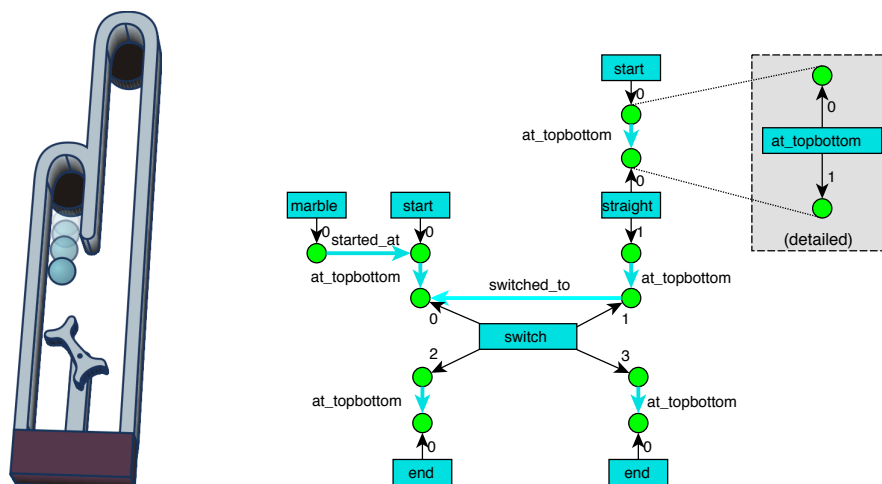 start
0
0
at_topbottom
at_topbottom
0
1
marble
start
straight
0
0
1
(detailed)
started_at
at_topbottom
at_topbottom
switched_to
0
1
switch
2
3
at_topbottom
at_topbottom
0
0
end
end